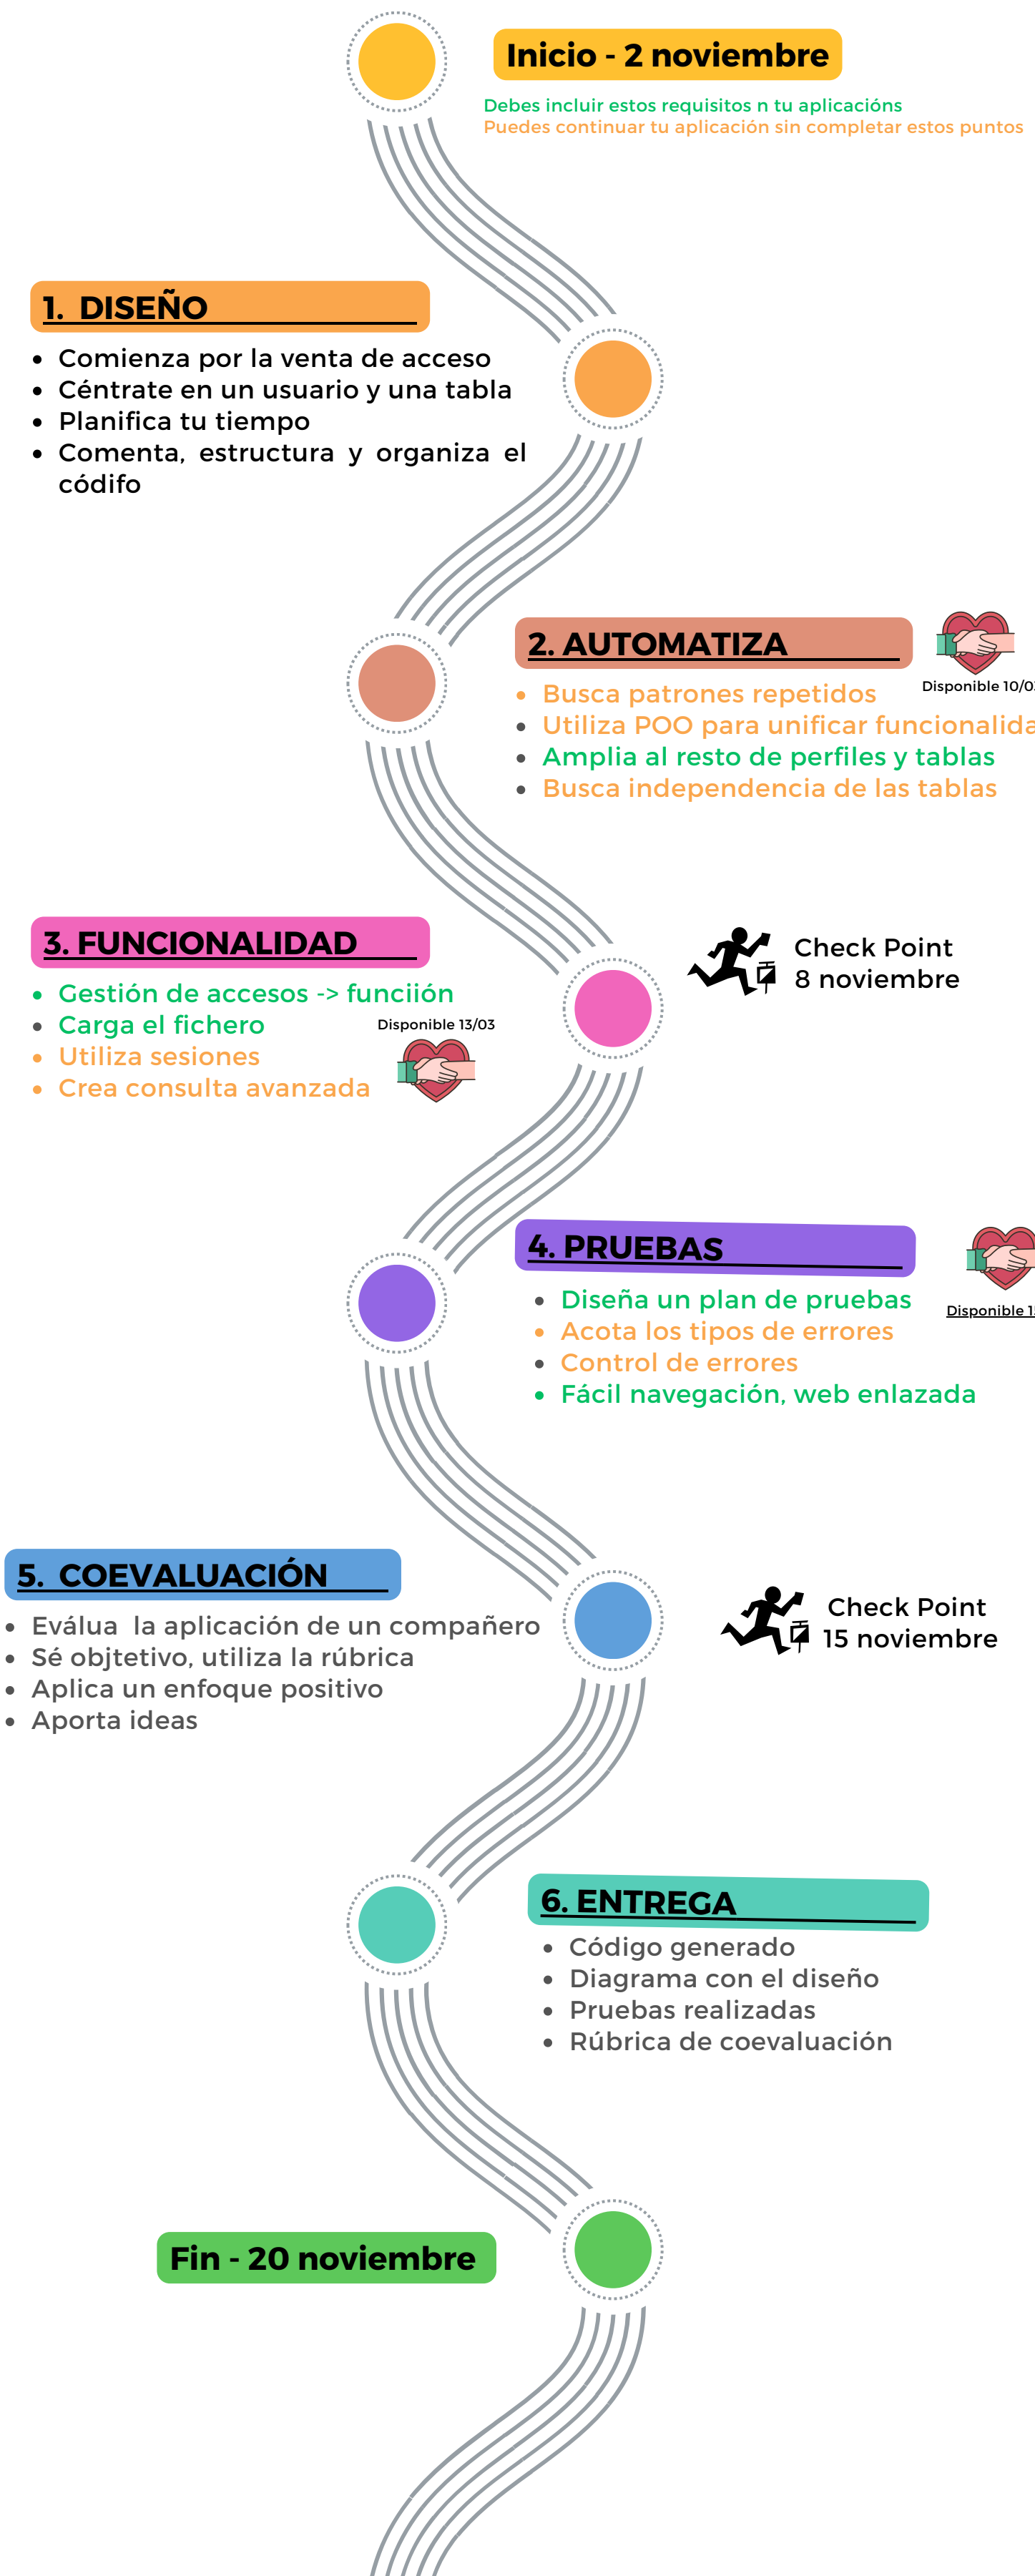 Inicio - 2 noviembre
Debes incluir estos requisitos n tu aplicacións
Puedes continuar tu aplicación sin completar estos puntos
1. DISEÑO
Comienza por la venta de acceso
Céntrate en un usuario y una tabla
Planifica tu tiempo
Comenta, estructura y organiza el
códifo
2. AUTOMATIZA
Disponible
Busca patrones repetidos
Utiliza POO para unificar
Amplia al resto de perfiles y tablas
Busca independencia de las tablas
3. FUNCIONALIDAD
Check Point
8 noviembre
Gestión de accesos -> funciión
Carga el fichero
Disponible 13/03
Utiliza sesiones
Crea consulta avanzada
4. PRUEBAS
Diseña un plan de pruebas
Disponible
Acota los tipos de errores
Control de errores
Fácil navegación, web enlazada
5. COEVALUACIÓN
Check Point
15 noviembre
Eválua la aplicación de un compañero
Sé objtetivo, utiliza la rúbrica
Aplica un enfoque positivo
Aporta ideas
6. ENTREGA
Código generado
Diagrama con el diseño
Pruebas realizadas
Rúbrica de coevaluación
Fin - 20 noviembre